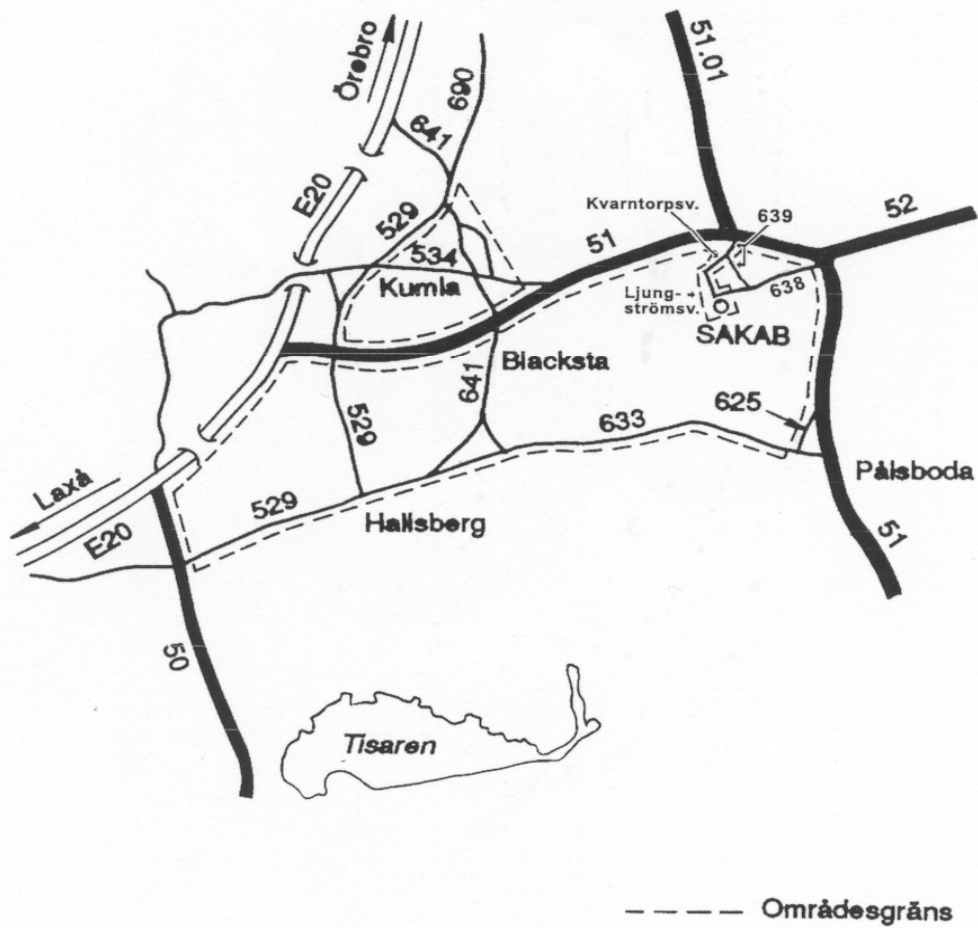 Örebro
51.01
690
641
E20
529
Kvarntorpsv.
639
52
51
534
Kumla
638
Ljung-
strömsv.
SAKAB
Blacksta
641
625
529
633
Pålsboda
Laxå
529
Hallsberg
E20
51
50
Tisaren
Områdesgräns